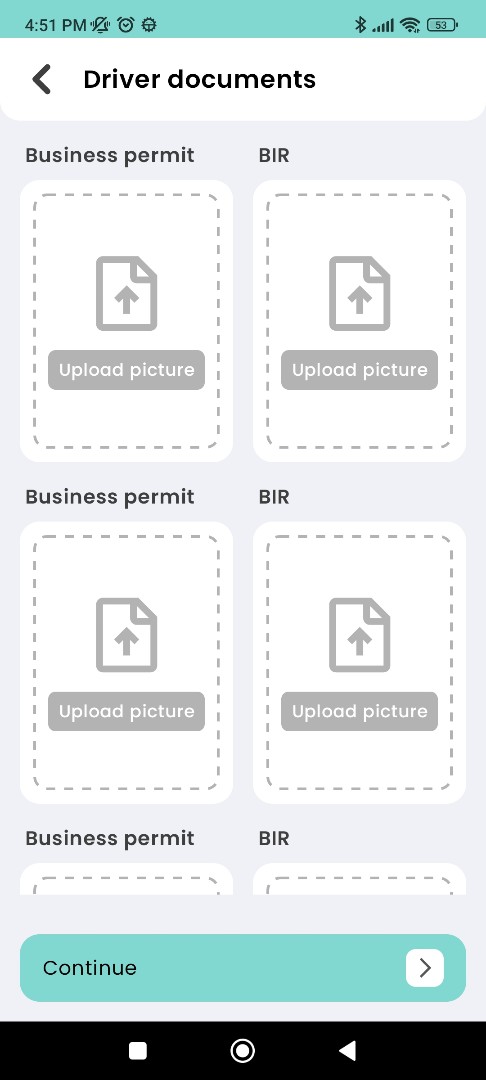 4:51 PM
53
Driver documents
Business permit
BIR
Upload picture
Upload picture
Business permit
BIR
Upload picture
Upload picture
Business permit
BIR
Continue